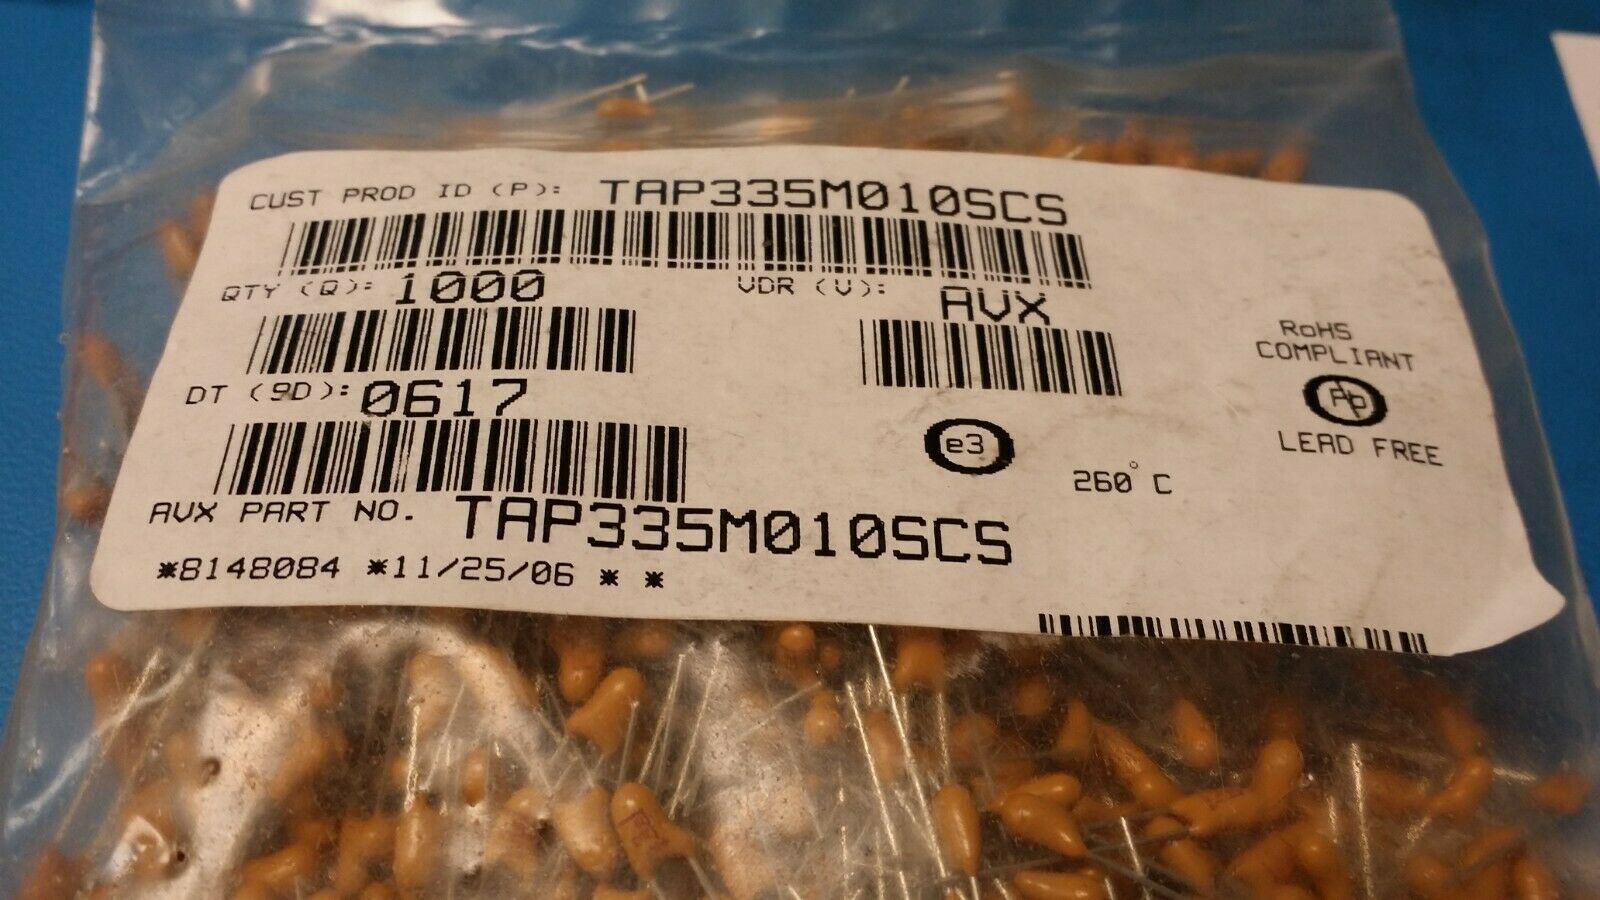 CUST PROD ID (P): TAP335M010SCS
QTY (Q): 1000
VDR (V): AVX
DT (9D): 0617
RoHS
COMPLIANT
Pb
LEAD FREE
e3
260°C
AVX PART NO. TAP335M010SCS
*8148084 *11/25/06 * *